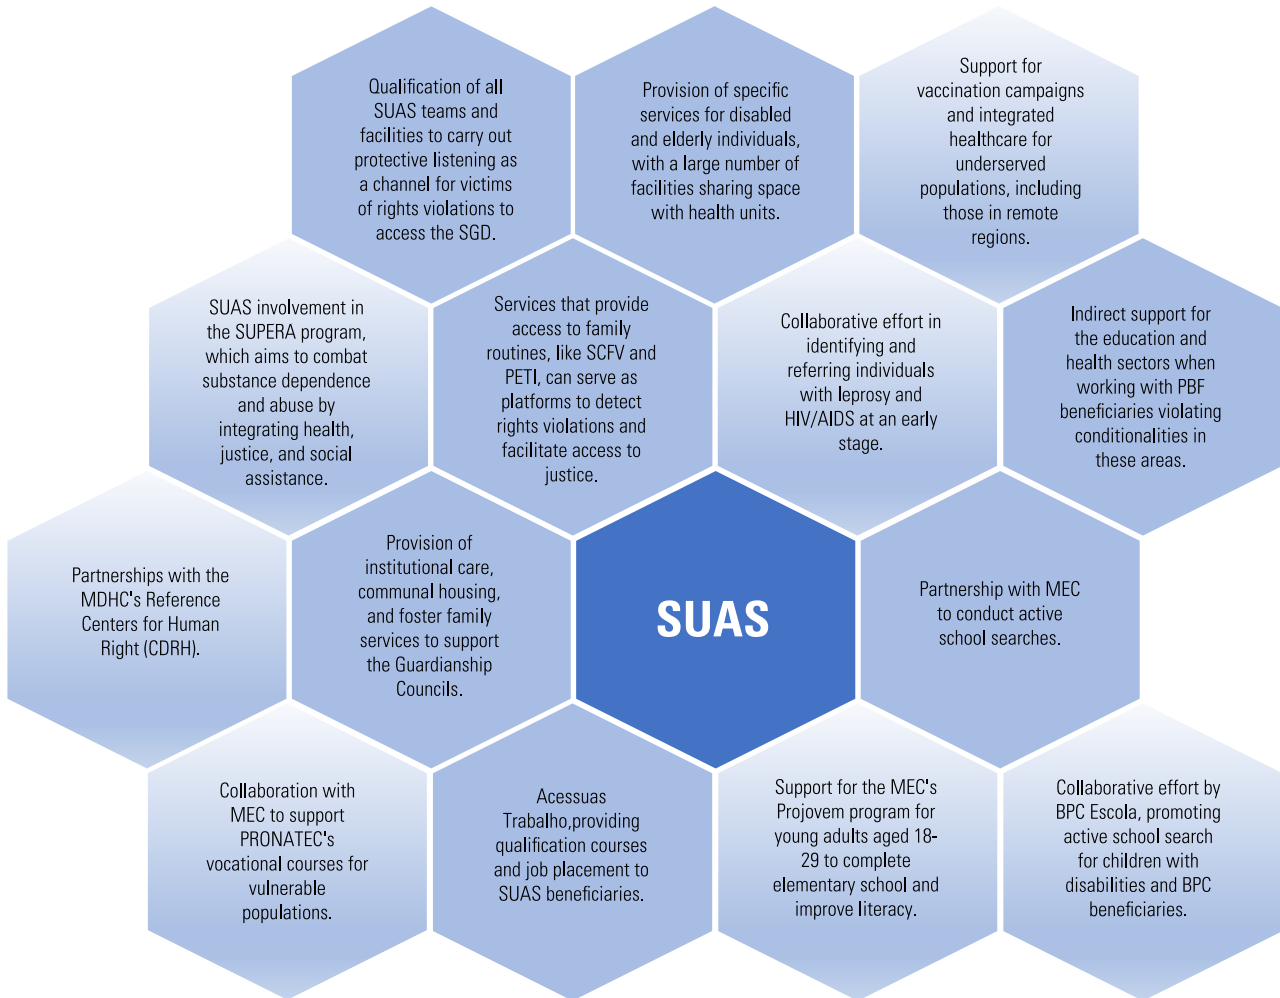 Qualification of all
SUAS teams and
facilities to carry out
protective listening as
a channel for victims
of rights violations to
access the SGD.
Provision of specific
services for disabled
and elderly individuals,
with a large number of
facilities sharing space
with health units.
Support for
vaccination campaigns
and integrated
healthcare for
underserved
populations, including
those in remote
regions.
SUAS involvement in
the SUPERA program,
which aims to combat
substance dependence
and abuse by
integrating health,
justice, and social
assistance.
Services that provide
access to family
routines, like SCFV and
PETI, can serve as
platforms to detect
rights violations and
facilitate access to
justice.
Collaborative effort in
identifying and
referring individuals
with leprosy and
HIV/AIDS at an early
stage.
Indirect support for
the education and
health sectors when
working with PBF
beneficiaries violating
conditionalities in
these areas.
Partnerships with the
MDHC's Reference
Centers for Human
Right (CDRH).
Provision of
institutional care,
communal housing,
and foster family
services to support
the Guardianship
Councils.
SUAS
Partnership with MEC
to conduct active
school searches.
Collaboration with
MEC to support
PRONATEC's
vocational courses for
vulnerable
populations.
Acessuas
Trabalho,providing
qualification courses
and job placement to
SUAS beneficiaries.
Support for the MEC's
Projovem program for
young adults aged 18-
29 to complete
elementary school and
improve literacy.
Collaborative effort by
BPC Escola, promoting
active school search
for children with
disabilities and BPC
beneficiaries.